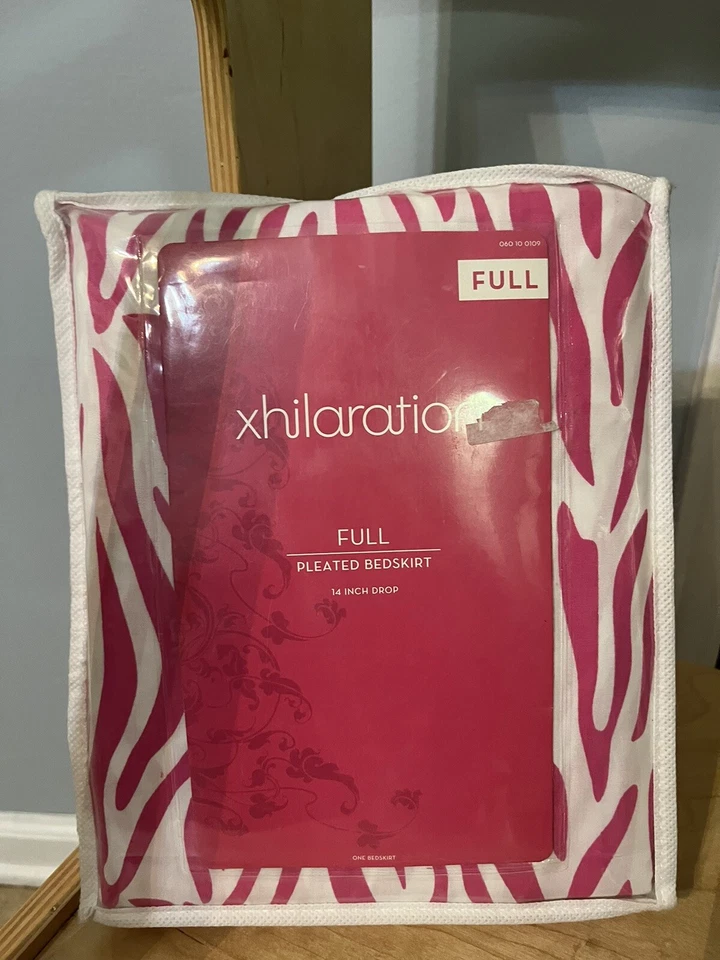 060 10 0109
FULL
xhilaration
FULL
PLEATED BEDSKIRT
14 INCH DROP
ONE BEDSKIRT